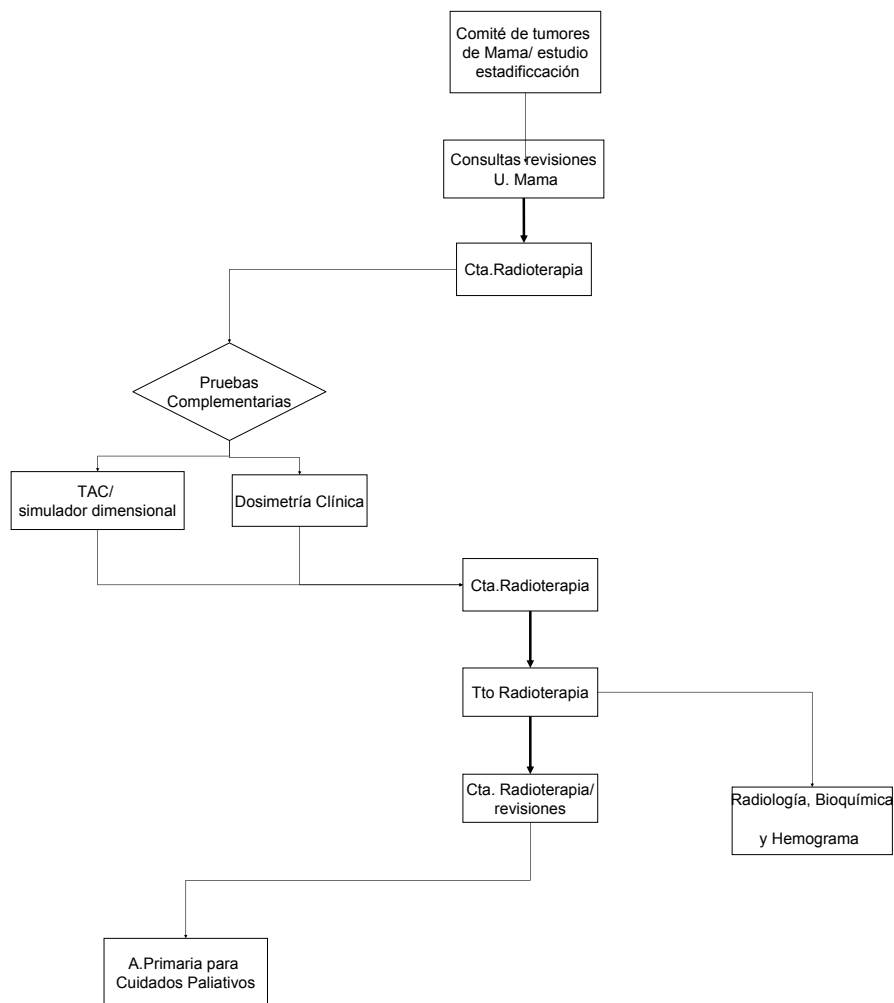 Comité de tumores
de Mama/ estudio
estadificcación
Consultas revisiones
U. Mama
Cta.Radioterapia
Pruebas
Complementarias
TAC/
simulador dimensional
Dosimetría Clínica
Cta.Radioterapia
Tto Radioterapia
Cta. Radioterapia/
revisiones
Radiología, Bioquímica
y Hemograma
A.Primaria para
Cuidados Paliativos